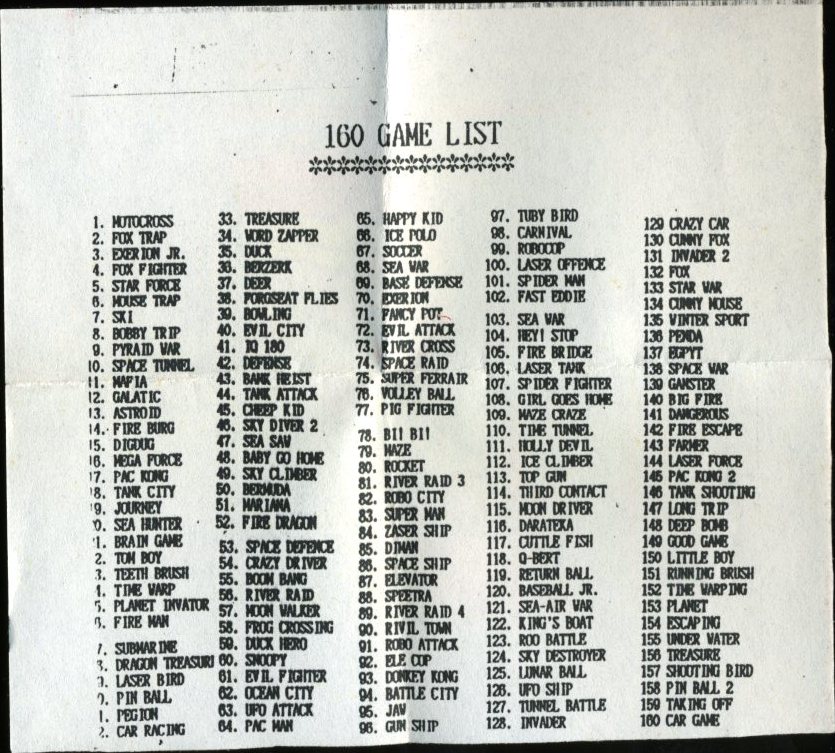 160 GAME LIST
✲✲✲✲✲✲✲✲✲✲✲✲✲✲✲✲
1. MOTOCROSS
2. FOX TRAP
3. EXERION JR.
4. FOX FIGHTER
5. STAR FORCE
6. MOUSE TRAP
7. SKI
8. BOBBY TRIP
9. PYRAID WAR
10. SPACE TUNNEL
11. MAFIA
12. GALATIC
13. ASTROID
14. FIRE BURG
15. DIGDUG
16. MEGA FORCE
17. PAC KONG
18. TANK CITY
9. JOURNEY
0. SEA HUNTER
1. BRAIN GAME
2. TOM BOY
3. TEETH BRUSH
4. TIME WARP
5. PLANET INVATOR
6. FIRE MAN
7. SUBMARINE
3. DRAGON TREASURI
9. LASER BIRD
0. PIN BALL
1. PEGION
2. CAR RACING
33. TREASURE
34. WORD ZAPPER
35. DUCK
36. BERZERK
37. DEER
38. PORGSEAT FLIES
39. BOWLING
40. EVIL CITY
41. IQ 180
42. DEFENSE
43. BANK HEIST
44. TANK ATTACK
45. CHEEP KID
46. SKY DIVER 2
47. SEA SAW
48. BABY GO HOME
49. SKY CLIMBER
50. BERMUDA
51. MARIANA
52. FIRE DRAGON
53. SPACE DEFENCE
54. CRAZY DRIVER
55. BOOM BANG
56. RIVER RAID
57. MOON WALKER
58. FROG CROSSING
59. DUCK HERO
60. SNOOPY
61. EVIL FIGHTER
62. OCEAN CITY
63. UFO ATTACK
64. PAC MAN
65. HAPPY KID
66. ICE POLO
67. SOCCER
68. SEA WAR
69. BASE DEFENSE
70. EXERION
71. FANCY POT
72. EVIL ATTACK
73. RIVER CROSS
74. SPACE RAID
75. SUPER FERRAIR
76. VOLLEY BALL
77. PIG FIGHTER
78. BI! BI!
79. MAZE
80. ROCKET
81. RIVER RAID 3
82. ROBO CITY
83. SUPER MAN
84. ZASER SHIP
85. DIMAN
86. SPACE SHIP
87. ELEVATOR
88. SPEETRA
89. RIVER RAID 4
90. RIVIL TOWN
91. ROBO ATTACK
92. ELE COP
93. DONKEY KONG
94. BATTLE CITY
95. JAW
96. GUN SHIP
97. TUBY BIRD
98. CARNIVAL
99. ROBOCOP
100. LASER OFFENCE
101. SPIDER MAN
102. FAST EDDIE
103. SEA WAR
104. HEY! STOP
105. FIRE BRIDGE
106. LASER TANK
107. SPIDER FIGHTER
108. GIRL GOES HOME
109. MAZE CRAZE
110. TIME TUNNEL
111. HOLLY DEVIL
112. ICE CLIMBER
113. TOP GUN
114. THIRD CONTACT
115. MOON DRIVER
116. DARATEKA
117. CUTTLE FISH
118. Q-BERT
119. RETURN BALL
120. BASEBALL JR.
121. SEA-AIR WAR
122. KING'S BOAT
123. ROO BATTLE
124. SKY DESTROYER
125. LUNAR BALL
126. UFO SHIP
127. TUNNEL BATTLE
128. INVADER
129 CRAZY CAR
130 CUNNY FOX
131 INVADER 2
132 FOX
133 STAR WAR
134 CUNNY MOUSE
135 WINTER SPORT
136 PENDA
137 EGPYT
138 SPACE WAR
139 GANSTER
140 BIG FIRE
141 DANGEROUS
142 FIRE ESCAPE
143 FARMER
144 LASER FORCE
145 PAC KONG 2
146 TANK SHOOTING
147 LONG TRIP
148 DEEP BOMB
149 GOOD GAME
150 LITTLE BOY
151 RUNNING BRUSH
152 TIME WARPING
153 PLANET
154 ESCAPING
155 UNDER WATER
156 TREASURE
157 SHOOTING BIRD
158 PIN BALL 2
159 TAKING OFF
160 CAR GAME